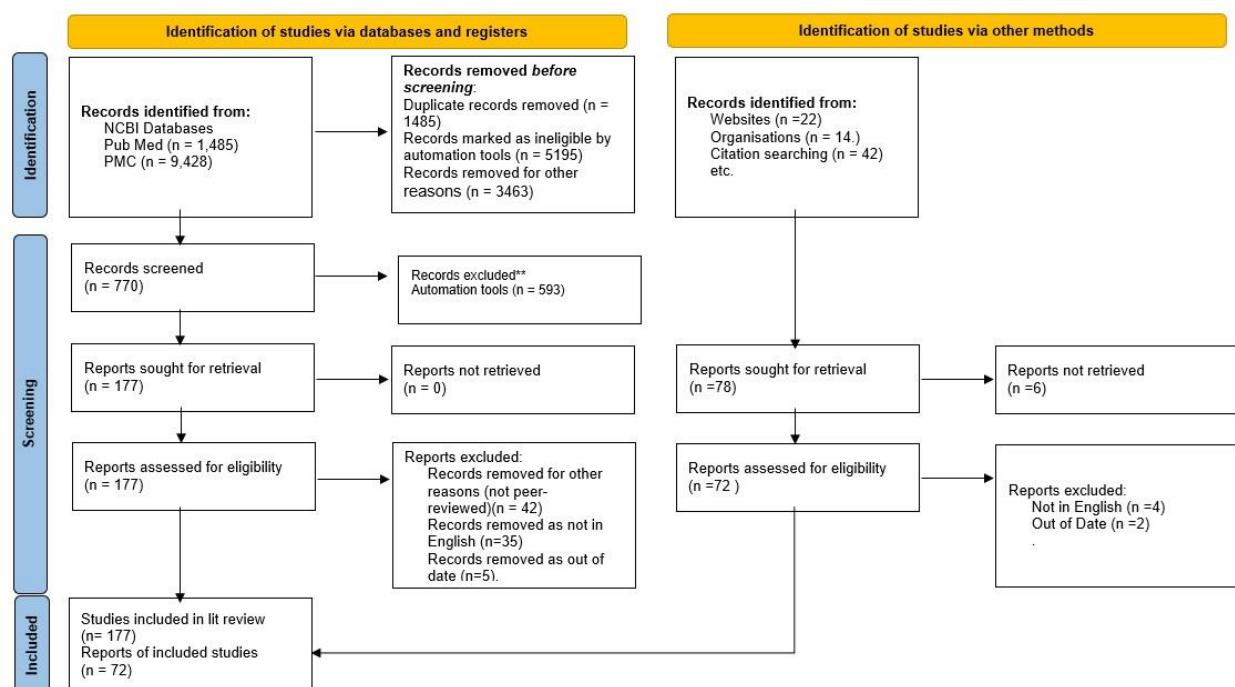 Identification of studies via databases and registers
Identification of studies via other methods
Identification
Records identified from:
NCBI Databases
Pub Med (n = 1,485)
PMC (n = 9,428)
Records removed before
screening:
Duplicate records removed (n =
1485)
Records marked as ineligible by
automation tools (n = 5195)
Records removed for other
reasons (n = 3463)
Records identified from:
Websites (n =22)
Organisations (n = 14.)
Citation searching (n = 42)
etc.
Screening
Records screened
(n = 770)
Records excluded**
Automation tools (n = 593)
Reports sought for retrieval
(n = 177)
Reports not retrieved
(n = 0)
Reports sought for retrieval
(n =78)
Reports not retrieved
(n =6)
Reports assessed for eligibility
(n = 177)
Reports excluded:
Records removed for other
reasons (not peer-
reviewed)(n = 42)
Records removed as not in
English (n=35)
Records removed as out of
date (n=5).
Reports assessed for eligibility
(n =72 )
Reports excluded:
Not in English (n =4)
Out of Date (n =2)
.
Included
Studies included in lit review
(n= 177)
Reports of included studies
(n = 72)